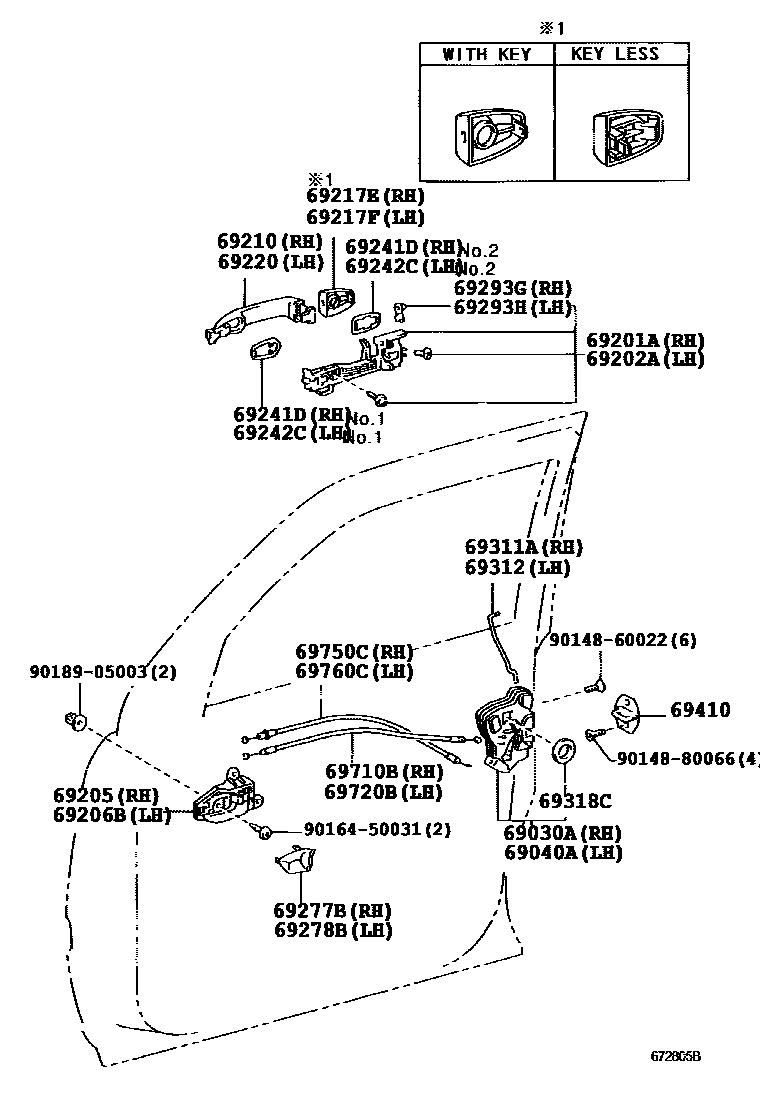 ※1
WITH KEY
KEY LESS
※1
69217E(RH)
69217F(LH)
69210(RH)
69220(LH)
69241D(RH)No.2
69242C(LH)No.2
69293G(RH)
69293H(LH)
69201A(RH)
69202A(LH)
69241D(RH)No.1
69242C(LH)No.1
69311A(RH)
69312(LH)
90148-60022(6)
69750C(RH)
69760C(LH)
90189-05003(2)
69410
90148-80066(4)
69710B(RH)
69720B(LH)
69205(RH)
69206B(LH)
69318C
90164-50031(2)
69030A(RH)
69040A(LH)
69277B(RH)
69278B(LH)
672805B